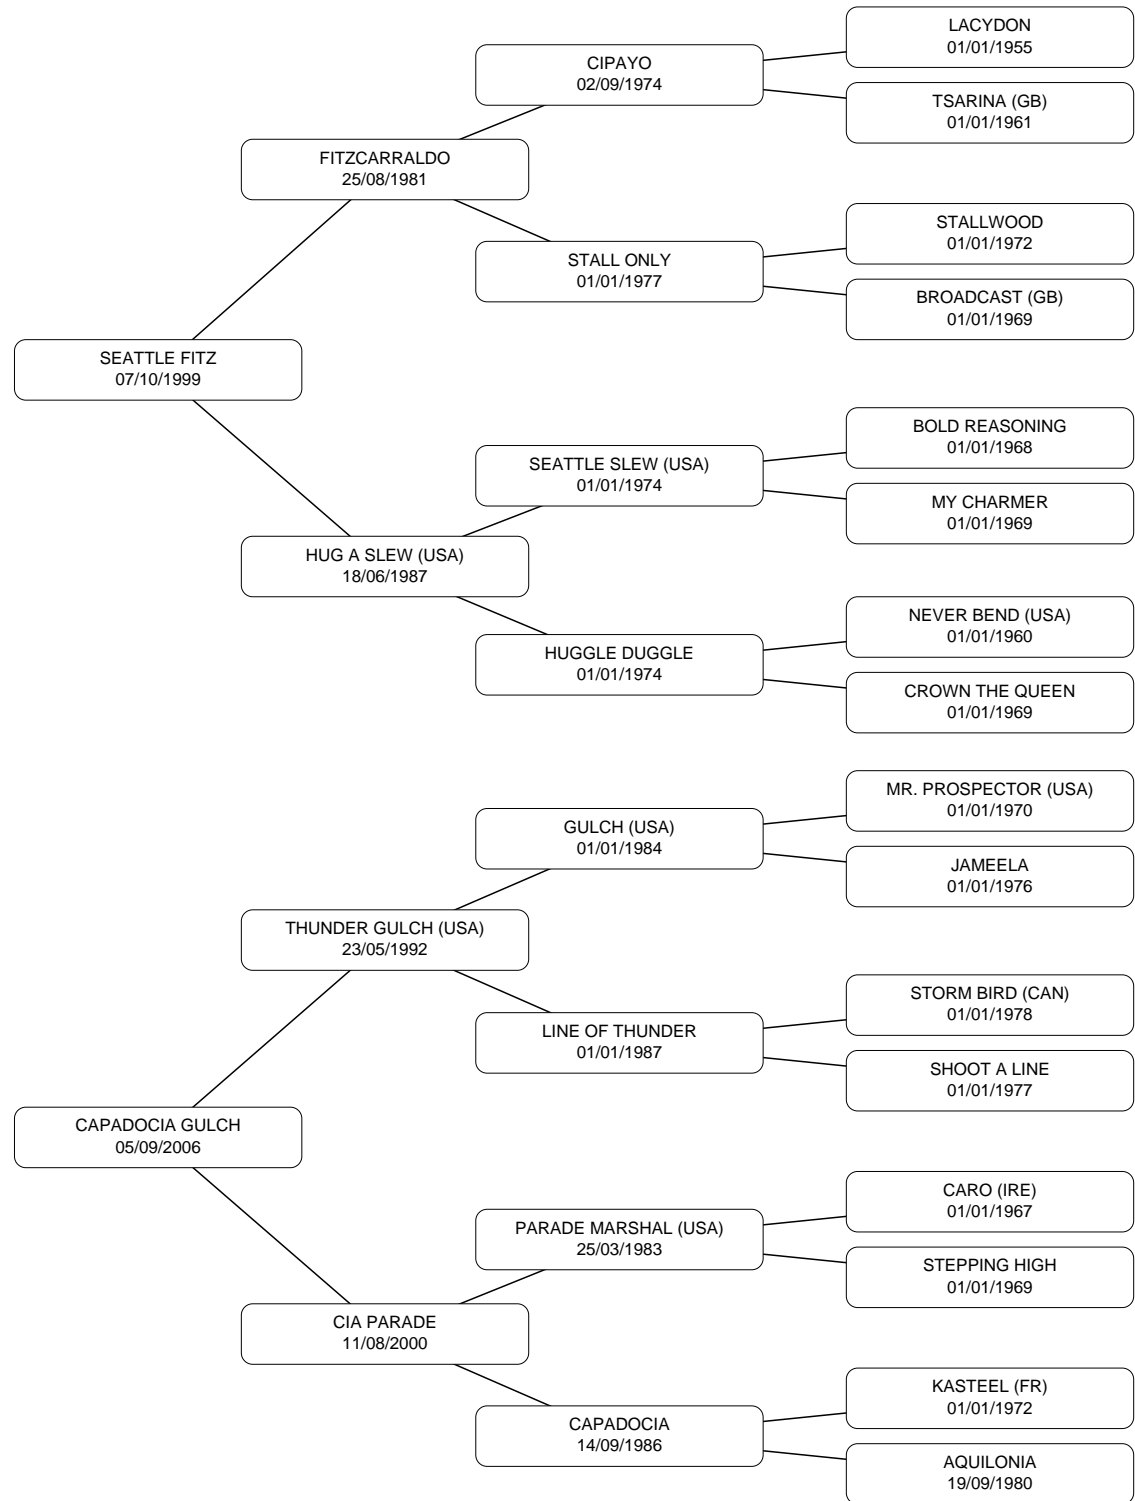 LACYDON
01/01/1955
CIPAYO
02/09/1974
TSARINA (GB)
01/01/1961
FITZCARRALDO
25/08/1981
STALLWOOD
01/01/1972
STALL ONLY
01/01/1977
BROADCAST (GB)
01/01/1969
SEATTLE FITZ
07/10/1999
BOLD REASONING
01/01/1968
SEATTLE SLEW (USA)
01/01/1974
MY CHARMER
01/01/1969
HUG A SLEW (USA)
18/06/1987
NEVER BEND (USA)
01/01/1960
HUGGLE DUGGLE
01/01/1974
CROWN THE QUEEN
01/01/1969
MR. PROSPECTOR (USA)
01/01/1970
GULCH (USA)
01/01/1984
JAMEELA
01/01/1976
THUNDER GULCH (USA)
23/05/1992
STORM BIRD (CAN)
01/01/1978
LINE OF THUNDER
01/01/1987
SHOOT A LINE
01/01/1977
CAPADOCIA GULCH
05/09/2006
CARO (IRE)
01/01/1967
PARADE MARSHAL (USA)
25/03/1983
STEPPING HIGH
01/01/1969
CIA PARADE
11/08/2000
KASTEEL (FR)
01/01/1972
CAPADOCIA
14/09/1986
AQUILONIA
19/09/1980